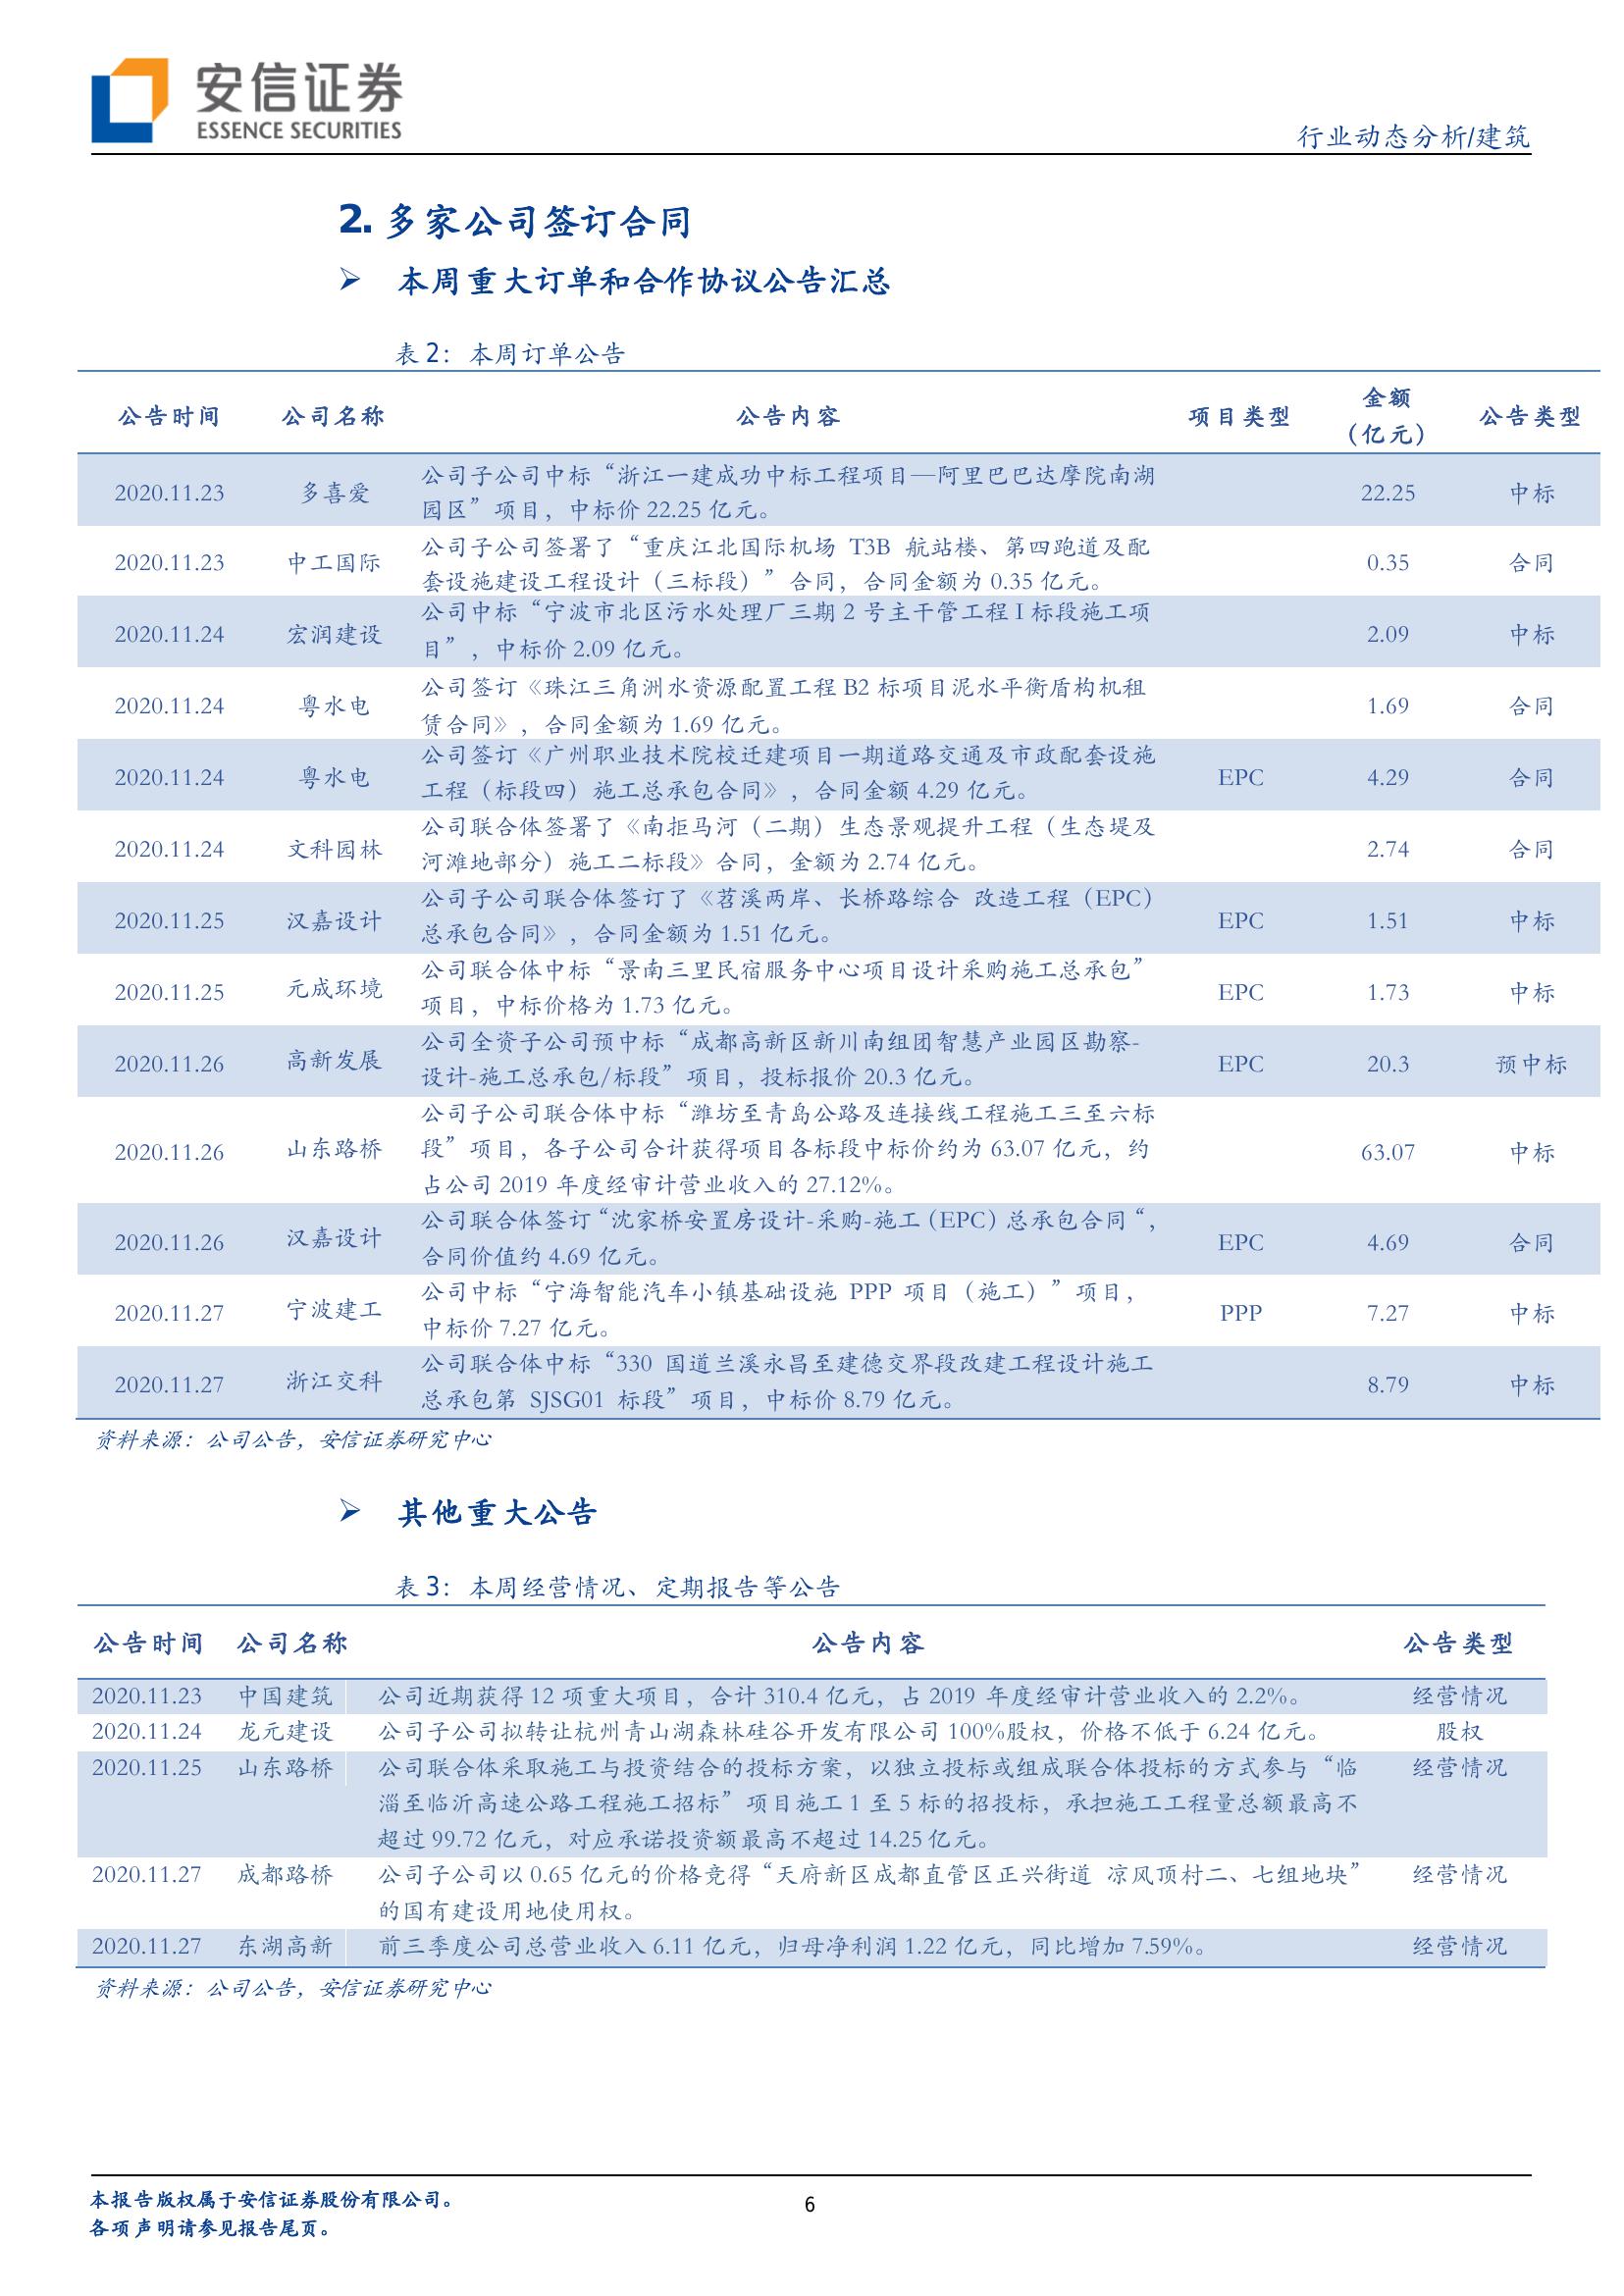 安信证券
ESSENCE SECURITIES
行业动态分析/建筑
2. 多家公司签订合同
➢ 本周重大订单和合作协议公告汇总
表 2：本周订单公告
公告时间 公司名称 公告内容 项目类型 金额（亿元） 公告类型
2020.11.23 多喜爱 公司子公司中标“浙江一建成功中标工程项目—阿里巴巴达摩院南湖
园区”项目，中标价 22.25 亿元。 22.25 中标
2020.11.23 中工国际 公司子公司签署了“重庆江北国际机场 T3B 航站楼、第四跑道及配
套设施建设工程设计（三标段）”合同，合同金额为 0.35 亿元。 0.35 合同
2020.11.24 宏润建设 公司中标“宁波市北区污水处理厂三期 2 号主干管工程 I 标段施工项
目”，中标价 2.09 亿元。 2.09 中标
2020.11.24 粤水电 公司签订《珠江三角洲水资源配置工程 B2 标项目泥水平衡盾构机租
赁合同》，合同金额为 1.69 亿元。 1.69 合同
2020.11.24 粤水电 公司签订《广州职业技术院校迁建项目一期道路交通及市政配套设施
工程（标段四）施工总承包合同》，合同金额 4.29 亿元。 EPC 4.29 合同
2020.11.24 文科园林 公司联合体签署了《南拒马河（二期）生态景观提升工程（生态堤及
河滩地部分）施工二标段》合同，金额为 2.74 亿元。 2.74 合同
2020.11.25 汉嘉设计 公司子公司联合体签订了《苕溪两岸、长桥路综合 改造工程（EPC）
总承包合同》，合同金额为 1.51 亿元。 EPC 1.51 中标
2020.11.25 元成环境 公司联合体中标“景南三里民宿服务中心项目设计采购施工总承包”
项目，中标价格为 1.73 亿元。 EPC 1.73 中标
2020.11.26 高新发展 公司全资子公司预中标“成都高新区新川南组团智慧产业园区勘察-
设计-施工总承包/标段”项目，投标报价 20.3 亿元。 EPC 20.3 预中标
2020.11.26 山东路桥 公司子公司联合体中标“潍坊至青岛公路及连接线工程施工三至六标
段”项目，各子公司合计获得项目各标段中标价约为 63.07 亿元，约
占公司 2019 年度经审计营业收入的 27.12%。 63.07 中标
2020.11.26 汉嘉设计 公司联合体签订“沈家桥安置房设计-采购-施工（EPC）总承包合同“，
合同价值约 4.69 亿元。 EPC 4.69 合同
2020.11.27 宁波建工 公司中标“宁海智能汽车小镇基础设施 PPP 项目（施工）”项目，
中标价 7.27 亿元。 PPP 7.27 中标
2020.11.27 浙江交科 公司联合体中标“330 国道兰溪永昌至建德交界段改建工程设计施工
总承包第 SJSG01 标段”项目，中标价 8.79 亿元。 8.79 中标
资料来源：公司公告，安信证券研究中心
➢ 其他重大公告
表 3：本周经营情况、定期报告等公告
公告时间 公司名称 公告内容 公告类型
2020.11.23 中国建筑 公司近期获得 12 项重大项目，合计 310.4 亿元，占 2019 年度经审计营业收入的 2.2%。 经营情况
2020.11.24 龙元建设 公司子公司拟转让杭州青山湖森林硅谷开发有限公司 100%股权，价格不低于 6.24 亿元。 股权
2020.11.25 山东路桥 公司联合体采取施工与投资结合的投标方案，以独立投标或组成联合体投标的方式参与“临 经营情况
淄至临沂高速公路工程施工招标”项目施工 1 至 5 标的招投标，承担施工工程量总额最高不
超过 99.72 亿元，对应承诺投资额最高不超过 14.25 亿元。
2020.11.27 成都路桥 公司子公司以 0.65 亿元的价格竞得“天府新区成都直管区正兴街道 凉风顶村二、七组地块” 经营情况
的国有建设用地使用权。
2020.11.27 东湖高新 前三季度公司总营业收入 6.11 亿元，归母净利润 1.22 亿元，同比增加 7.59%。 经营情况
资料来源：公司公告，安信证券研究中心
本报告版权属于安信证券股份有限公司。
各项声明请参见报告尾页。
6